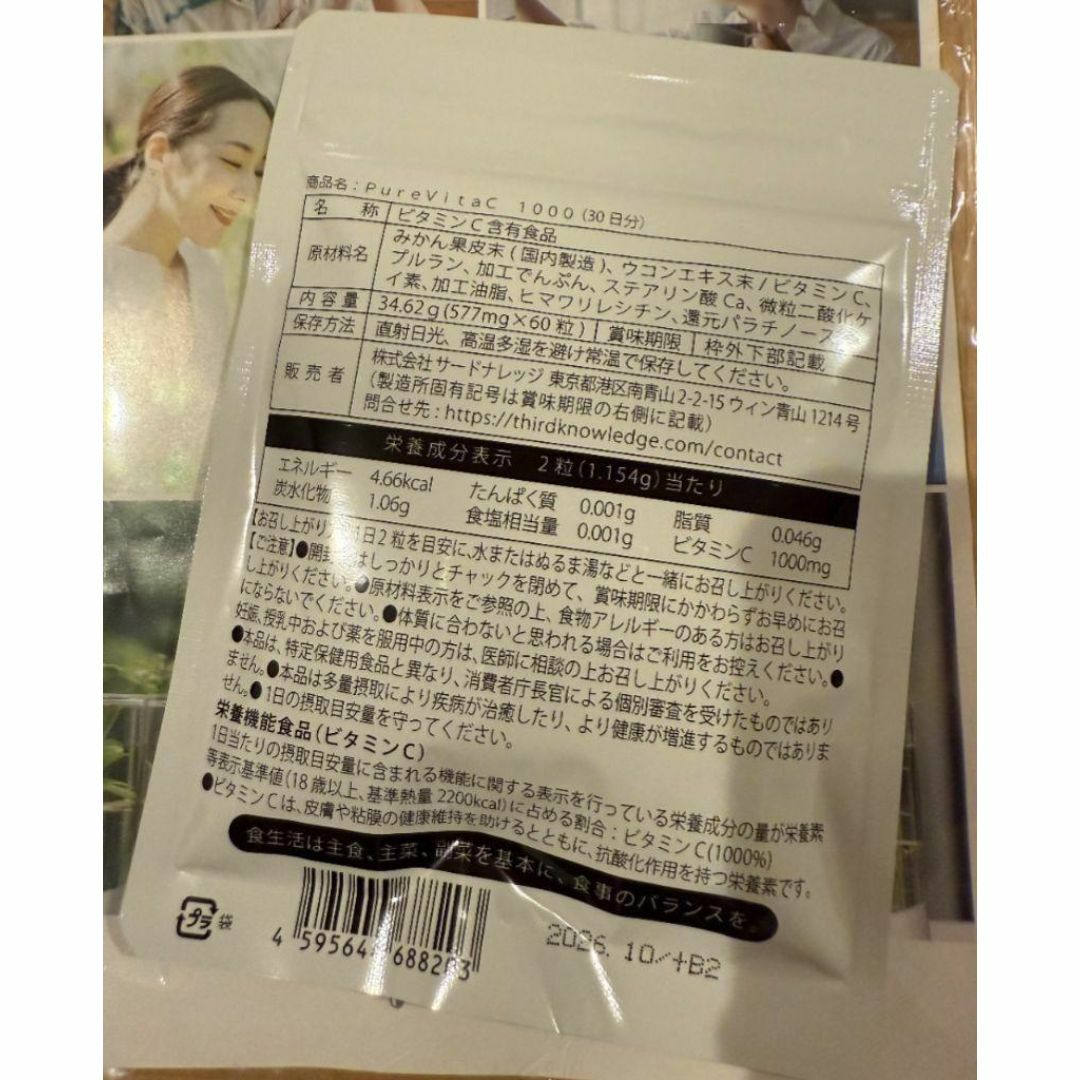 商品名：PureVitaC 1000（30日分）
名 称 ビタミンC含有食品
原材料名 みかん果皮末（国内製造）、ウコンエキス末／ビタミンC、
プルラン、加工でんぷん、ステアリン酸Ca、微粒二酸化ケ
イ素、加工油脂、ヒマワリレシチン、還元パラチノース
内容量 34.62g（577mg×60粒） 賞味期限 枠外下部記載
保存方法 直射日光、高温多湿を避け常温で保存してください。
販売者 株式会社サードナレッジ 東京都港区南青山2-2-15ウィン青山1214号
（製造所固有記号は賞味期限の右側に記載）
問合せ先：https://thirdknowledge.com/contact
栄養成分表示 2粒（1.154g）当たり
エネルギー 4.66kcal たんぱく質 0.001g 脂質 0.046g
炭水化物 1.06g 食塩相当量 0.001g ビタミンC 1000mg
【お召し上がり 1日2粒を目安に、水またはぬるま湯などと一緒にお召し上がりください。
【ご注意】●開封 はしっかりとチャックを閉めて、賞味期限にかかわらずお早めにお召
し上がりください。●原材料表示をご参照の上、食物アレルギーのある方はお召し上がり
にならないでください。●体質に合わないと思われる場合はご利用をお控えください。●
妊娠、授乳中および薬を服用中の方は、医師に相談の上お召し上がりください。
●本品は、特定保健用食品と異なり、消費者庁長官による個別審査を受けたものではあり
ません。●本品は多量摂取により疾病が治癒したり、より健康が増進するものではありま
せん。●1日の摂取目安量を守ってください。
栄養機能食品（ビタミンC）
1日当たりの摂取目安量に含まれる機能に関する表示を行っている栄養成分の量が栄養素
等表示基準値（18歳以上、基準熱量2200kcal）に占める割合：ビタミンC（1000%）
●ビタミンCは、皮膚や粘膜の健康維持を助けるとともに、抗酸化作用を持つ栄養素です。
食生活は主食、主菜、副菜を基本に、食事のバランスを。
プラ 袋
2026.10/+B2